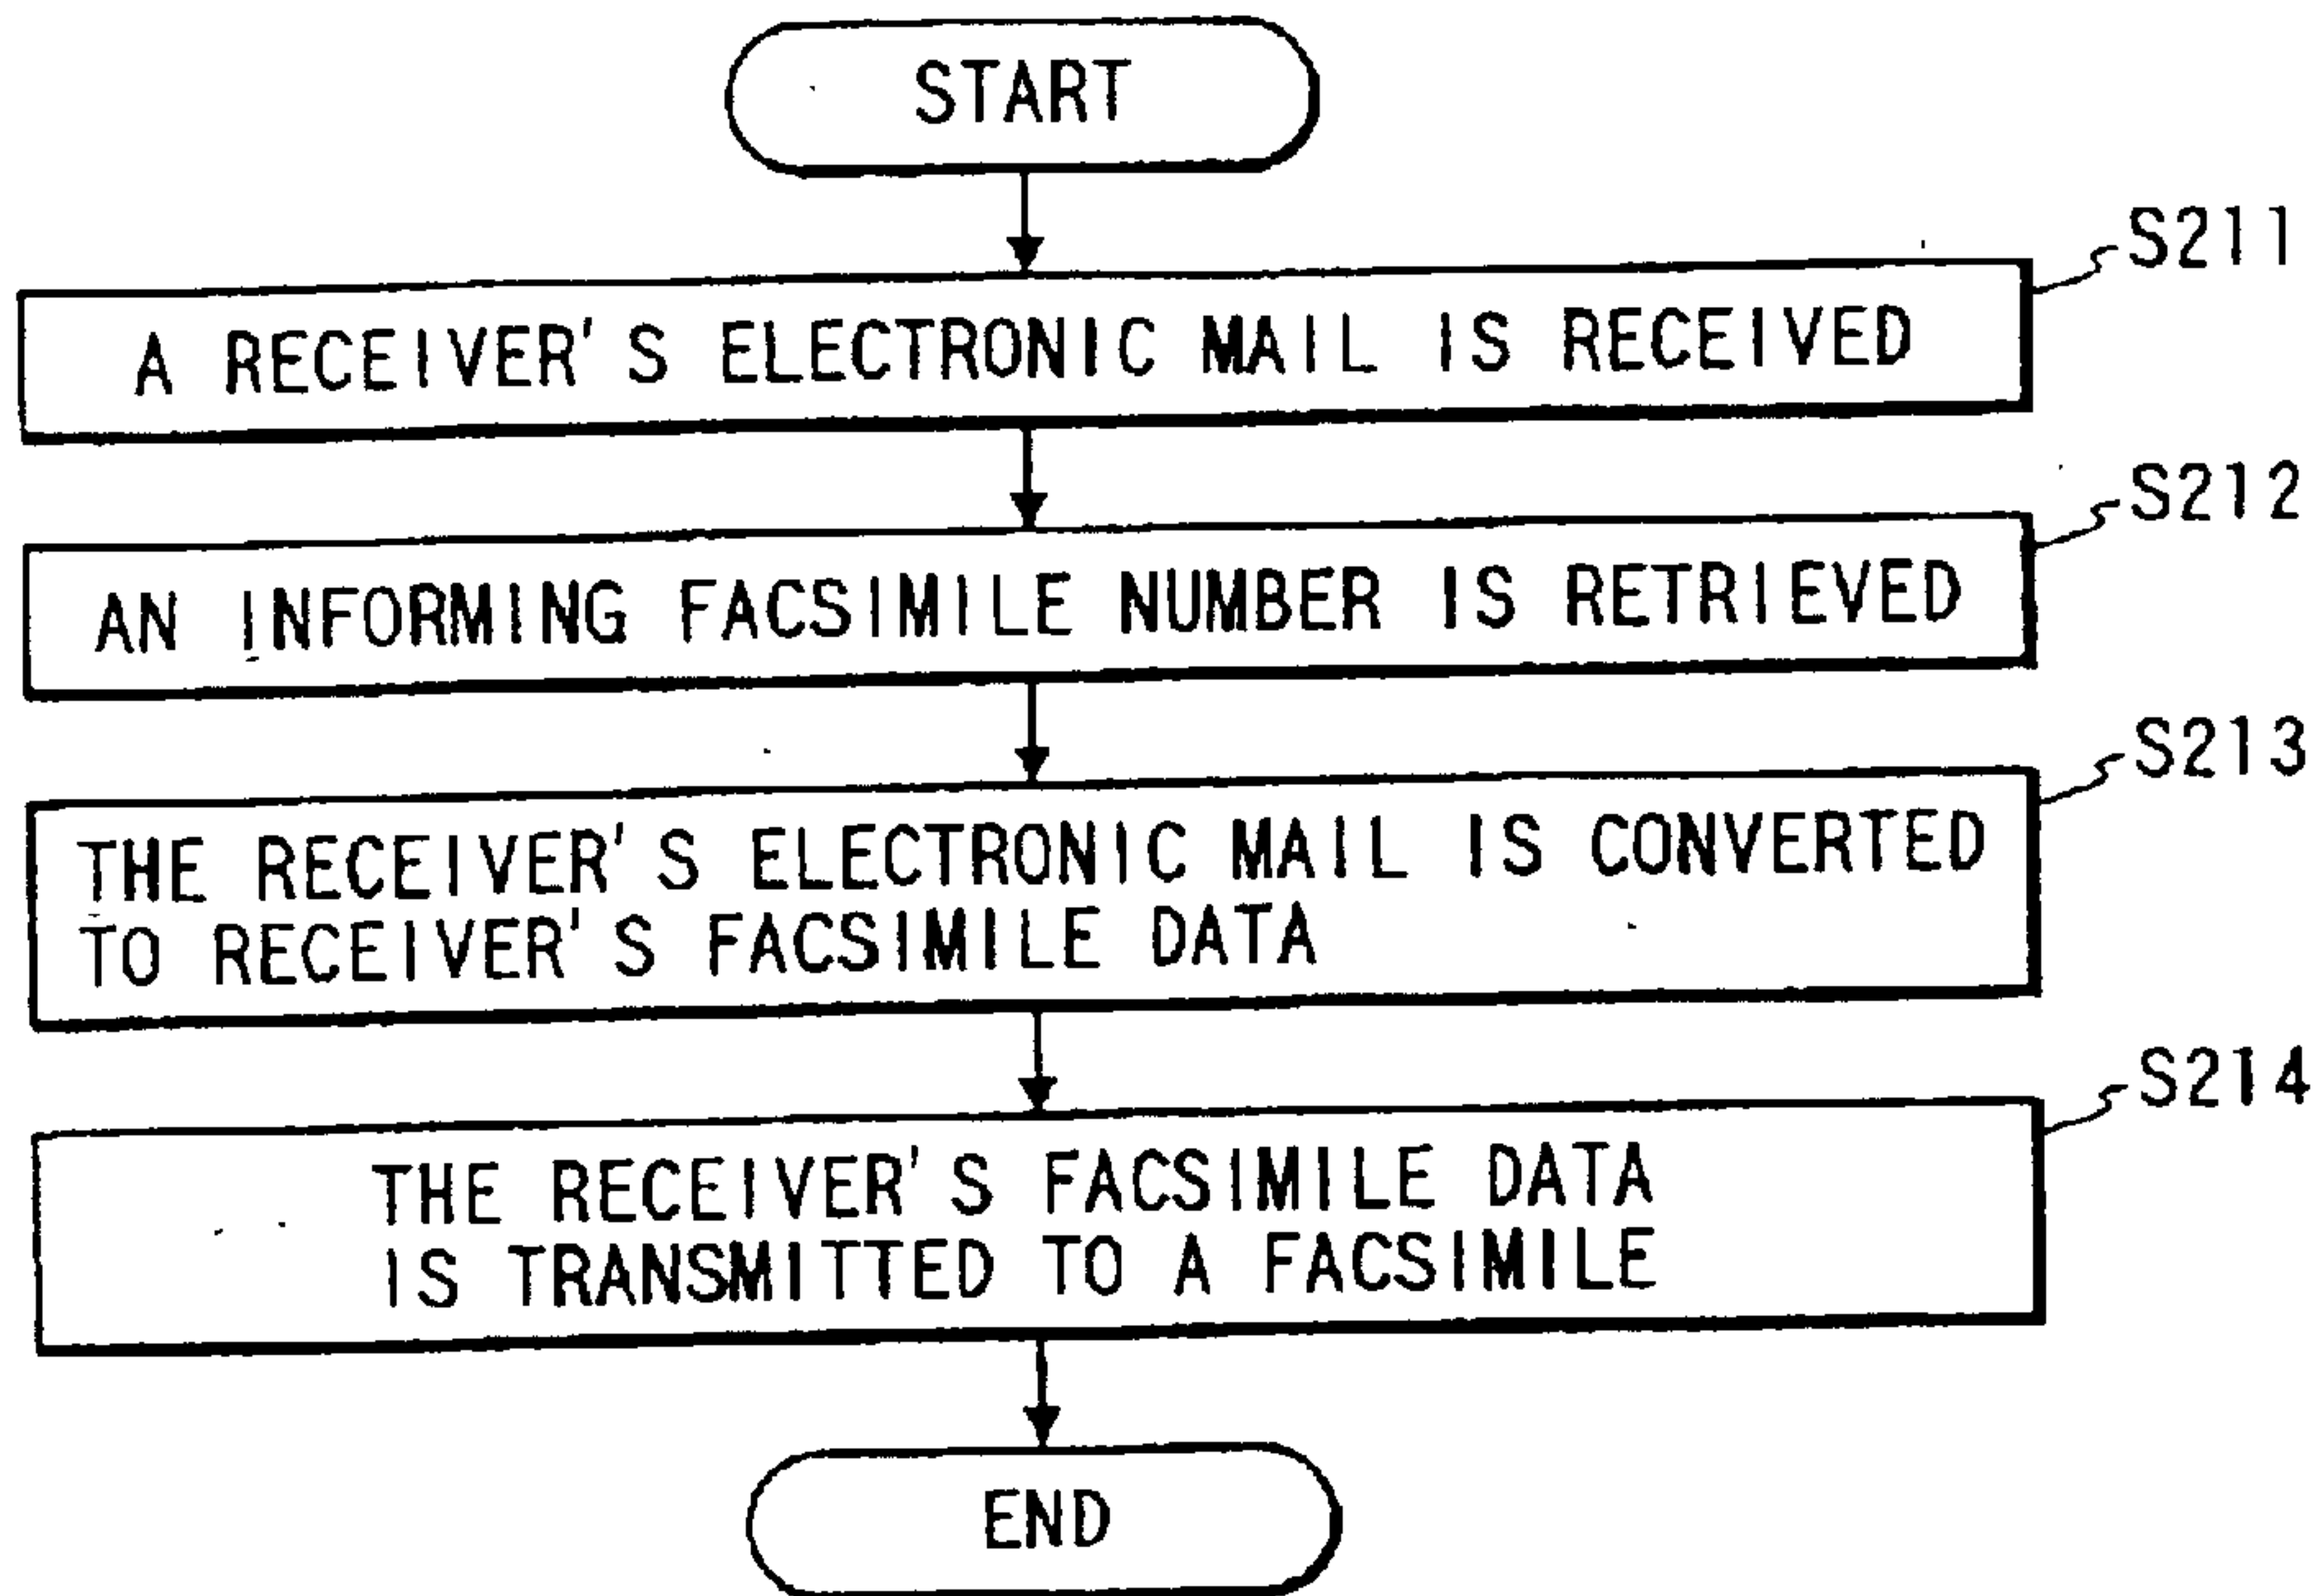 START
S211
A RECEIVER'S ELECTRONIC MAIL IS RECEIVED
S212
AN INFORMING FACSIMILE NUMBER IS RETRIEVED
S213
THE RECEIVER'S ELECTRONIC MAIL IS CONVERTED
TO RECEIVER'S FACSIMILE DATA
S214
THE RECEIVER'S FACSIMILE DATA
IS TRANSMITTED TO A FACSIMILE
END